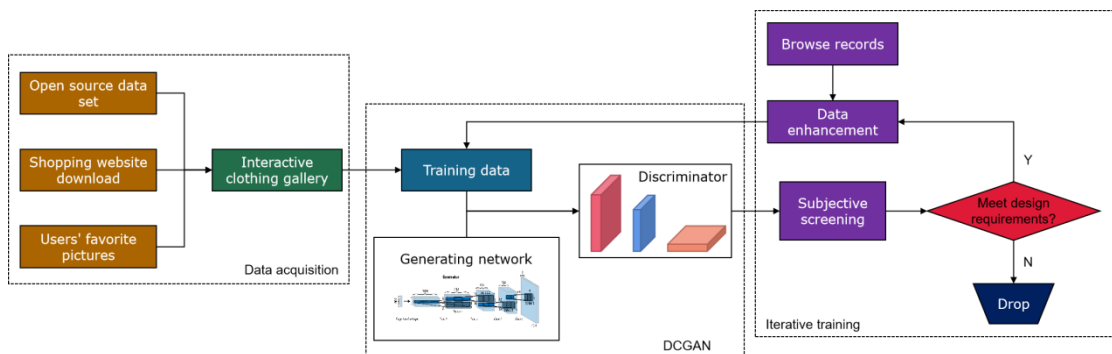 Open source data
set
Shopping website
download
Users' favorite
pictures
Interactive
clothing gallery
Data acquisition
Training data
Generating network
Discriminator
DCGAN
Browse records
Data
enhancement
Subjective
screening
Meet design
requirements?
Y
N
Drop
Iterative training